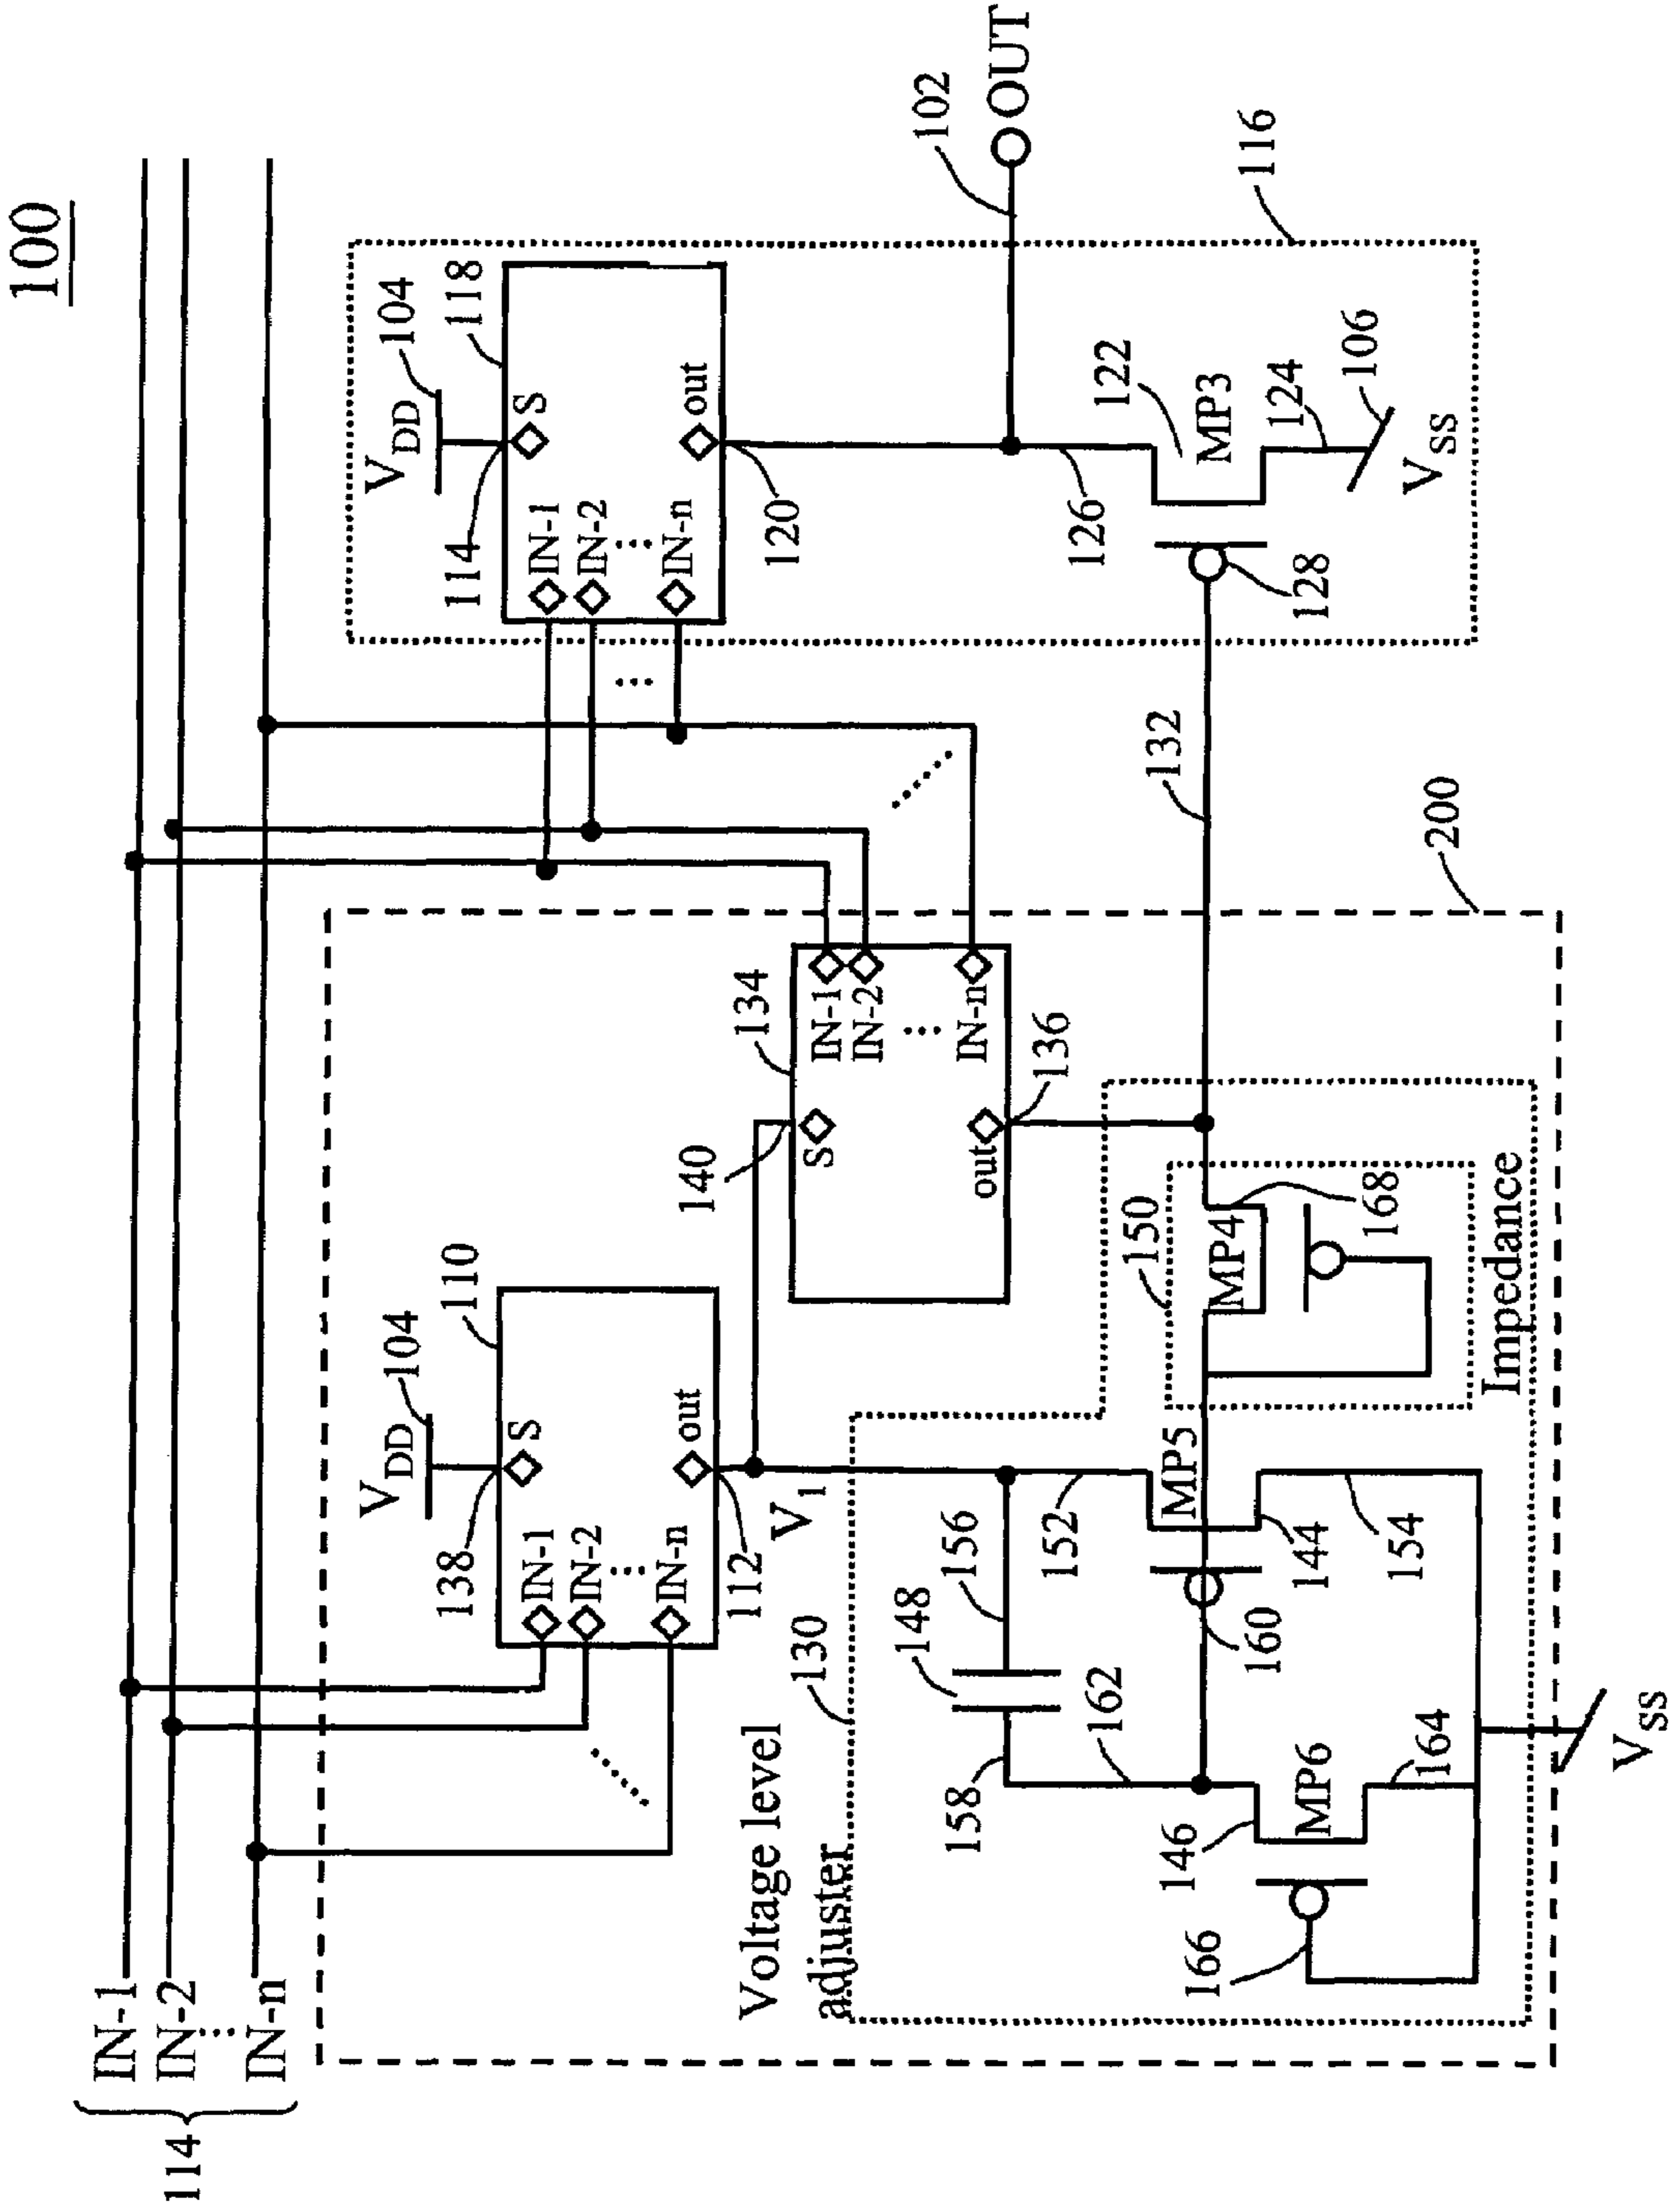 100
114
IN-1
IN-2
IN-n
VDD
104
VDD
104
138
S
110
IN-1
IN-2
IN-n
out
112
V1
114
S
118
IN-1
IN-2
IN-n
out
120
102
OUT
116
134
140
S
IN-1
IN-2
IN-n
out
136
126
122
MP3
124
106
VSS
128
132
200
Voltage level
adjuster
130
148
156
158
162
152
MP5
144
154
160
150
MP4
168
Impedance
146
MP6
164
166
VSS